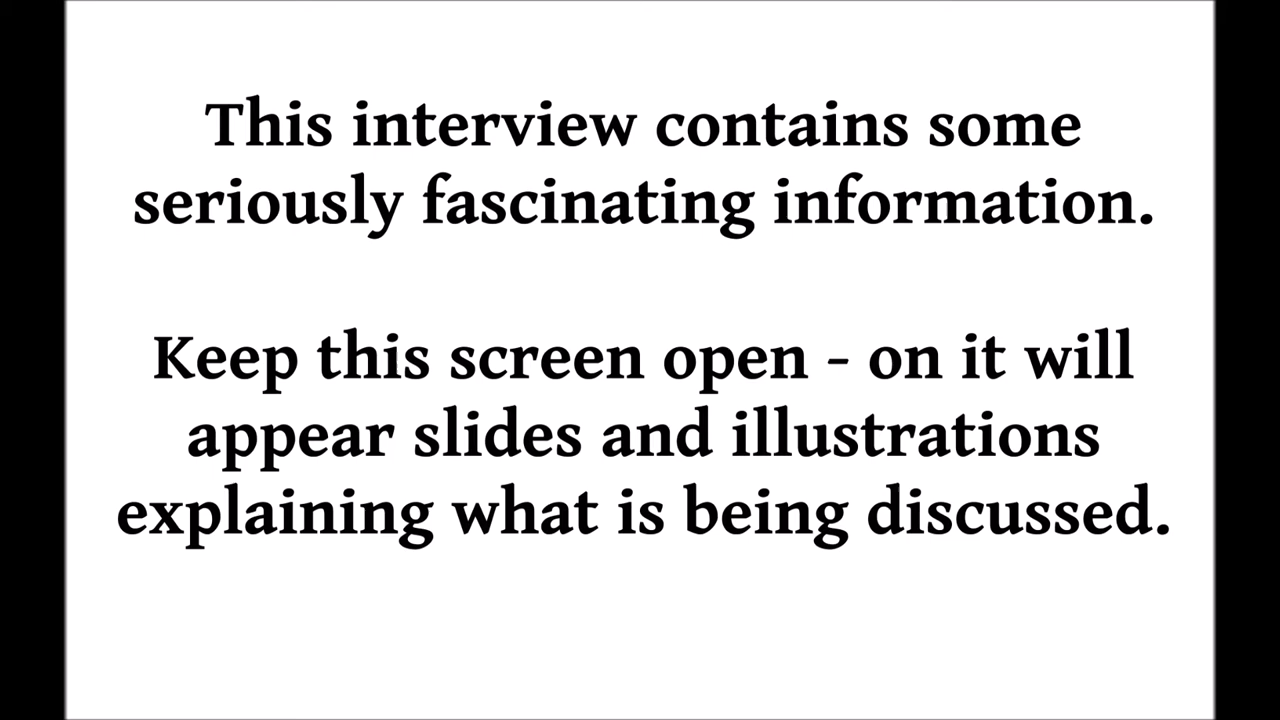 This interview contains some
seriously fascinating information.
Keep this screen open - on it will
appear slides and illustrations
explaining what is being discussed.